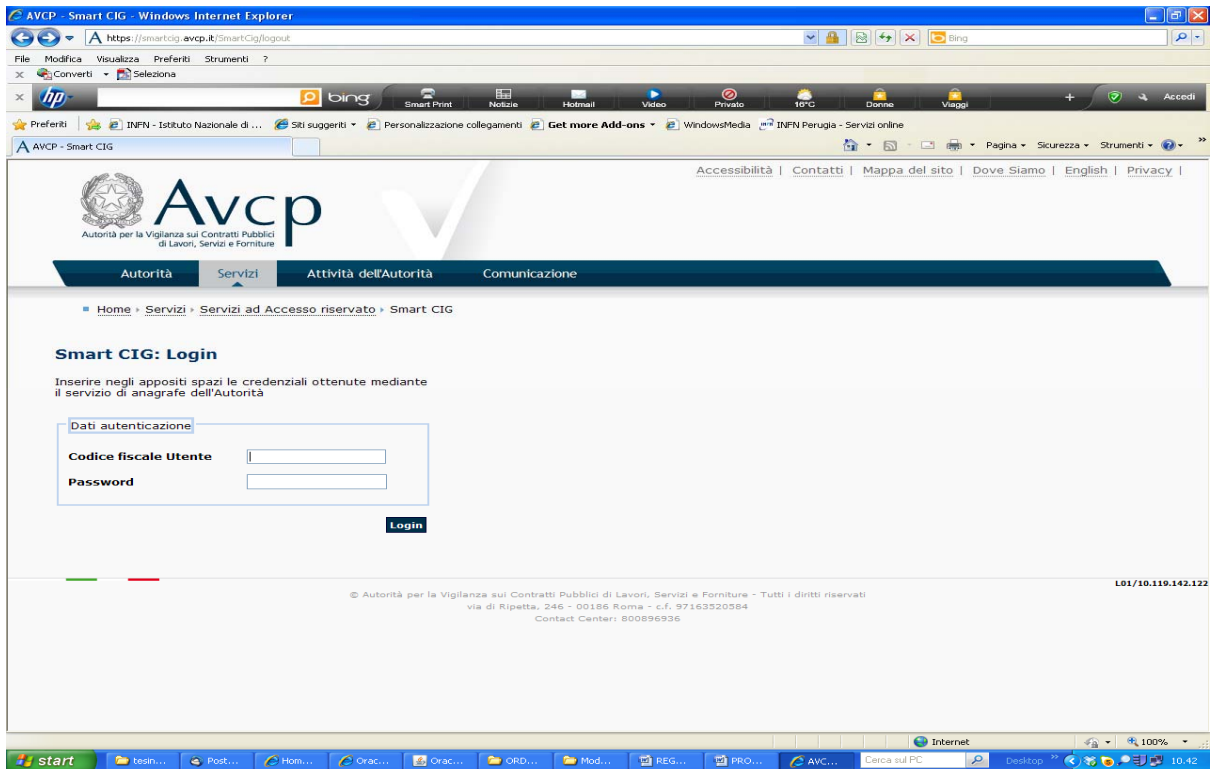 AVCP - Smart CIG - Windows Internet Explorer
https://smartcig.avcp.it/SmartCig/logout
Bing
File Modifica Visualizza Preferiti Strumenti ?
x Converti Seleziona
x hp bing Smart Print Notizie Hotmail Video Privato 16°C Donne Viaggi + Accedi
Preferiti INFN - Istituto Nazionale di ... Siti suggeriti Personalizzazione collegamenti Get more Add-ons WindowsMedia INFN Perugia - Servizi online
AVCP - Smart CIG Pagina Sicurezza Strumenti »
Accessibilità | Contatti | Mappa del sito | Dove Siamo | English | Privacy |
Avcp
Autorità per la Vigilanza sui Contratti Pubblici
di Lavori, Servizi e Forniture
Autorità Servizi Attività dell'Autorità Comunicazione
Home › Servizi › Servizi ad Accesso riservato › Smart CIG
Smart CIG: Login
Inserire negli appositi spazi le credenziali ottenute mediante
il servizio di anagrafe dell'Autorità
Dati autenticazione
Codice fiscale Utente
Password
Login
L01/10.119.142.122
© Autorità per la Vigilanza sui Contratti Pubblici di Lavori, Servizi e Forniture - Tutti i diritti riservati
via di Ripetta, 246 - 00186 Roma - c.f. 97163520584
Contact Center: 800896936
Internet 100%
start tesin... Post... Hom... Orac... Orac... ORD... Mod... REG... PRO... AVC... Cerca sul PC Desktop » 10.42